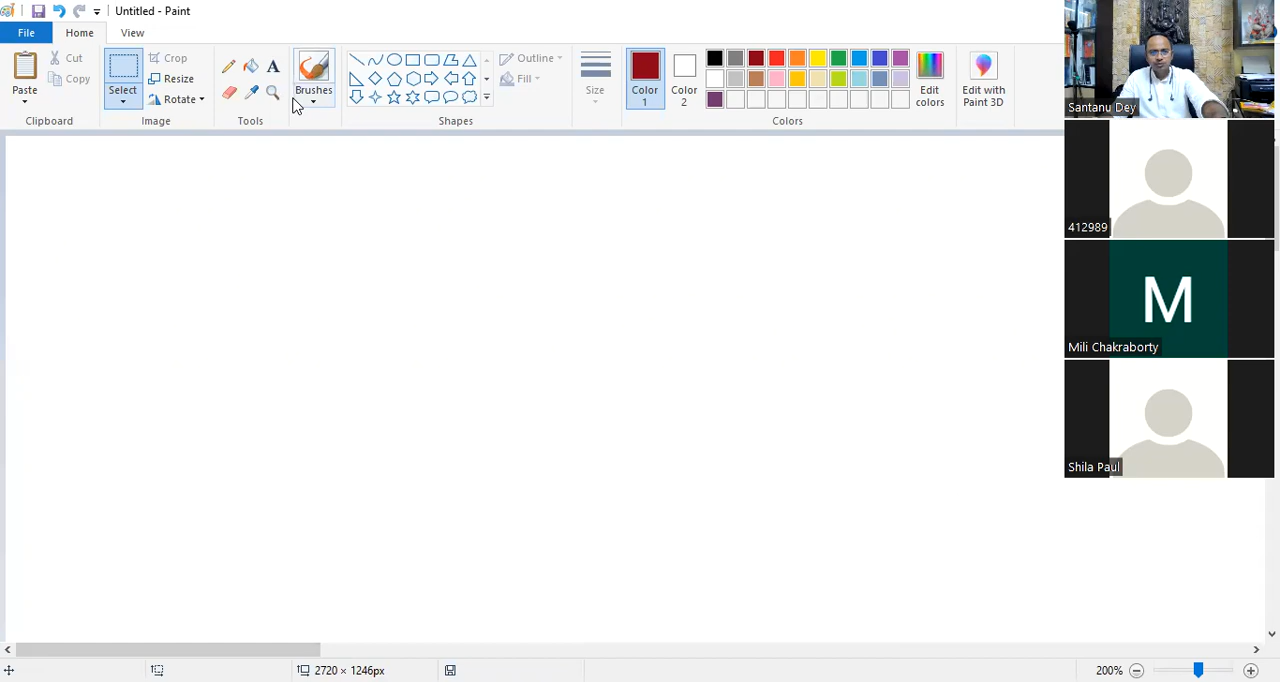 Untitled - Paint
File
Home
View
Paste
Cut
Copy
Clipboard
Select
Crop
Resize
Rotate
Image
A
Tools
Brushes
Shapes
Outline
Fill
Size
Color
1
Color
2
Edit
colors
Colors
Edit with
Paint 3D
Santanu Dey
412989
M
Mili Chakraborty
Shila Paul
2720 × 1246px
200%